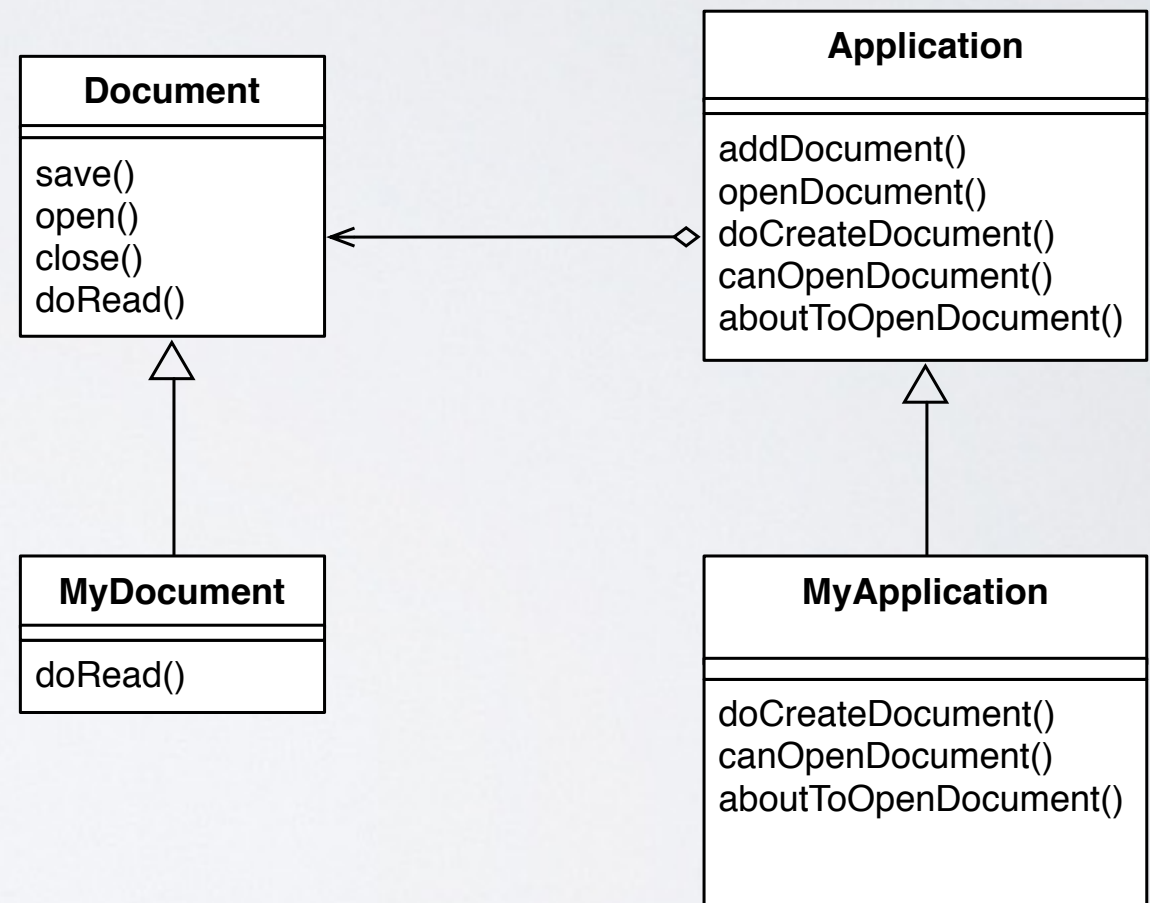 Document
save()
open()
close()
doRead()
Application
addDocument()
openDocument()
doCreateDocument()
canOpenDocument()
aboutToOpenDocument()
MyDocument
doRead()
MyApplication
doCreateDocument()
canOpenDocument()
aboutToOpenDocument()